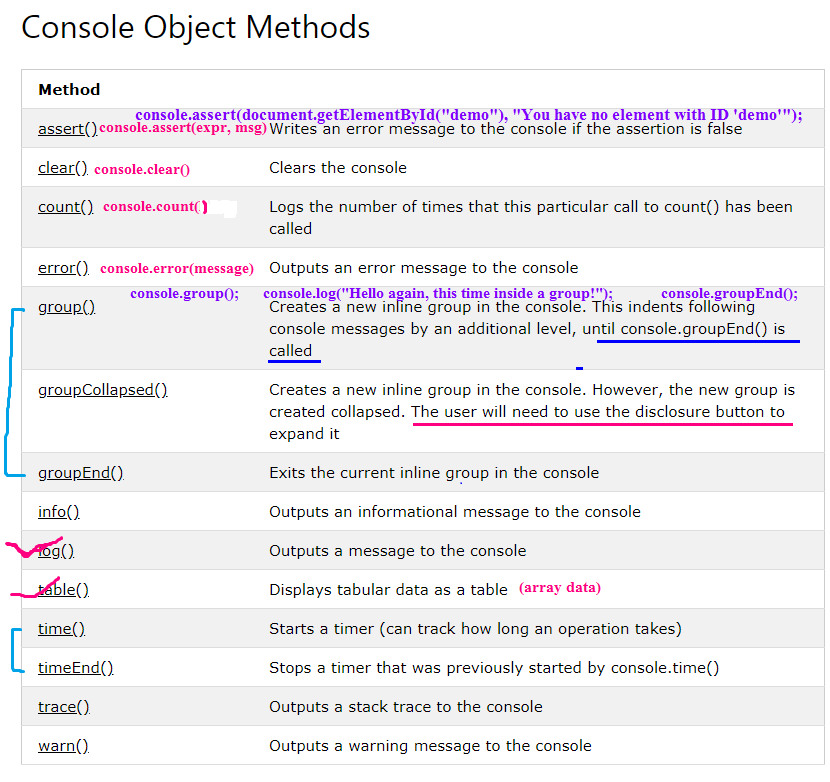 Console Object Methods
Method
console.assert(document.getElementById("demo"), "You have no element with ID 'demo'");
assert() console.assert(expr, msg) Writes an error message to the console if the assertion is false
clear() console.clear() Clears the console
count() console.count() Logs the number of times that this particular call to count() has been
called
error() console.error(message) Outputs an error message to the console
console.group(); console.log("Hello again, this time inside a group!"); console.groupEnd();
group() Creates a new inline group in the console. This indents following
console messages by an additional level, until console.groupEnd() is
called
groupCollapsed() Creates a new inline group in the console. However, the new group is
created collapsed. The user will need to use the disclosure button to
expand it
groupEnd() Exits the current inline group in the console
info() Outputs an informational message to the console
log() Outputs a message to the console
table() Displays tabular data as a table (array data)
time() Starts a timer (can track how long an operation takes)
timeEnd() Stops a timer that was previously started by console.time()
trace() Outputs a stack trace to the console
warn() Outputs a warning message to the console